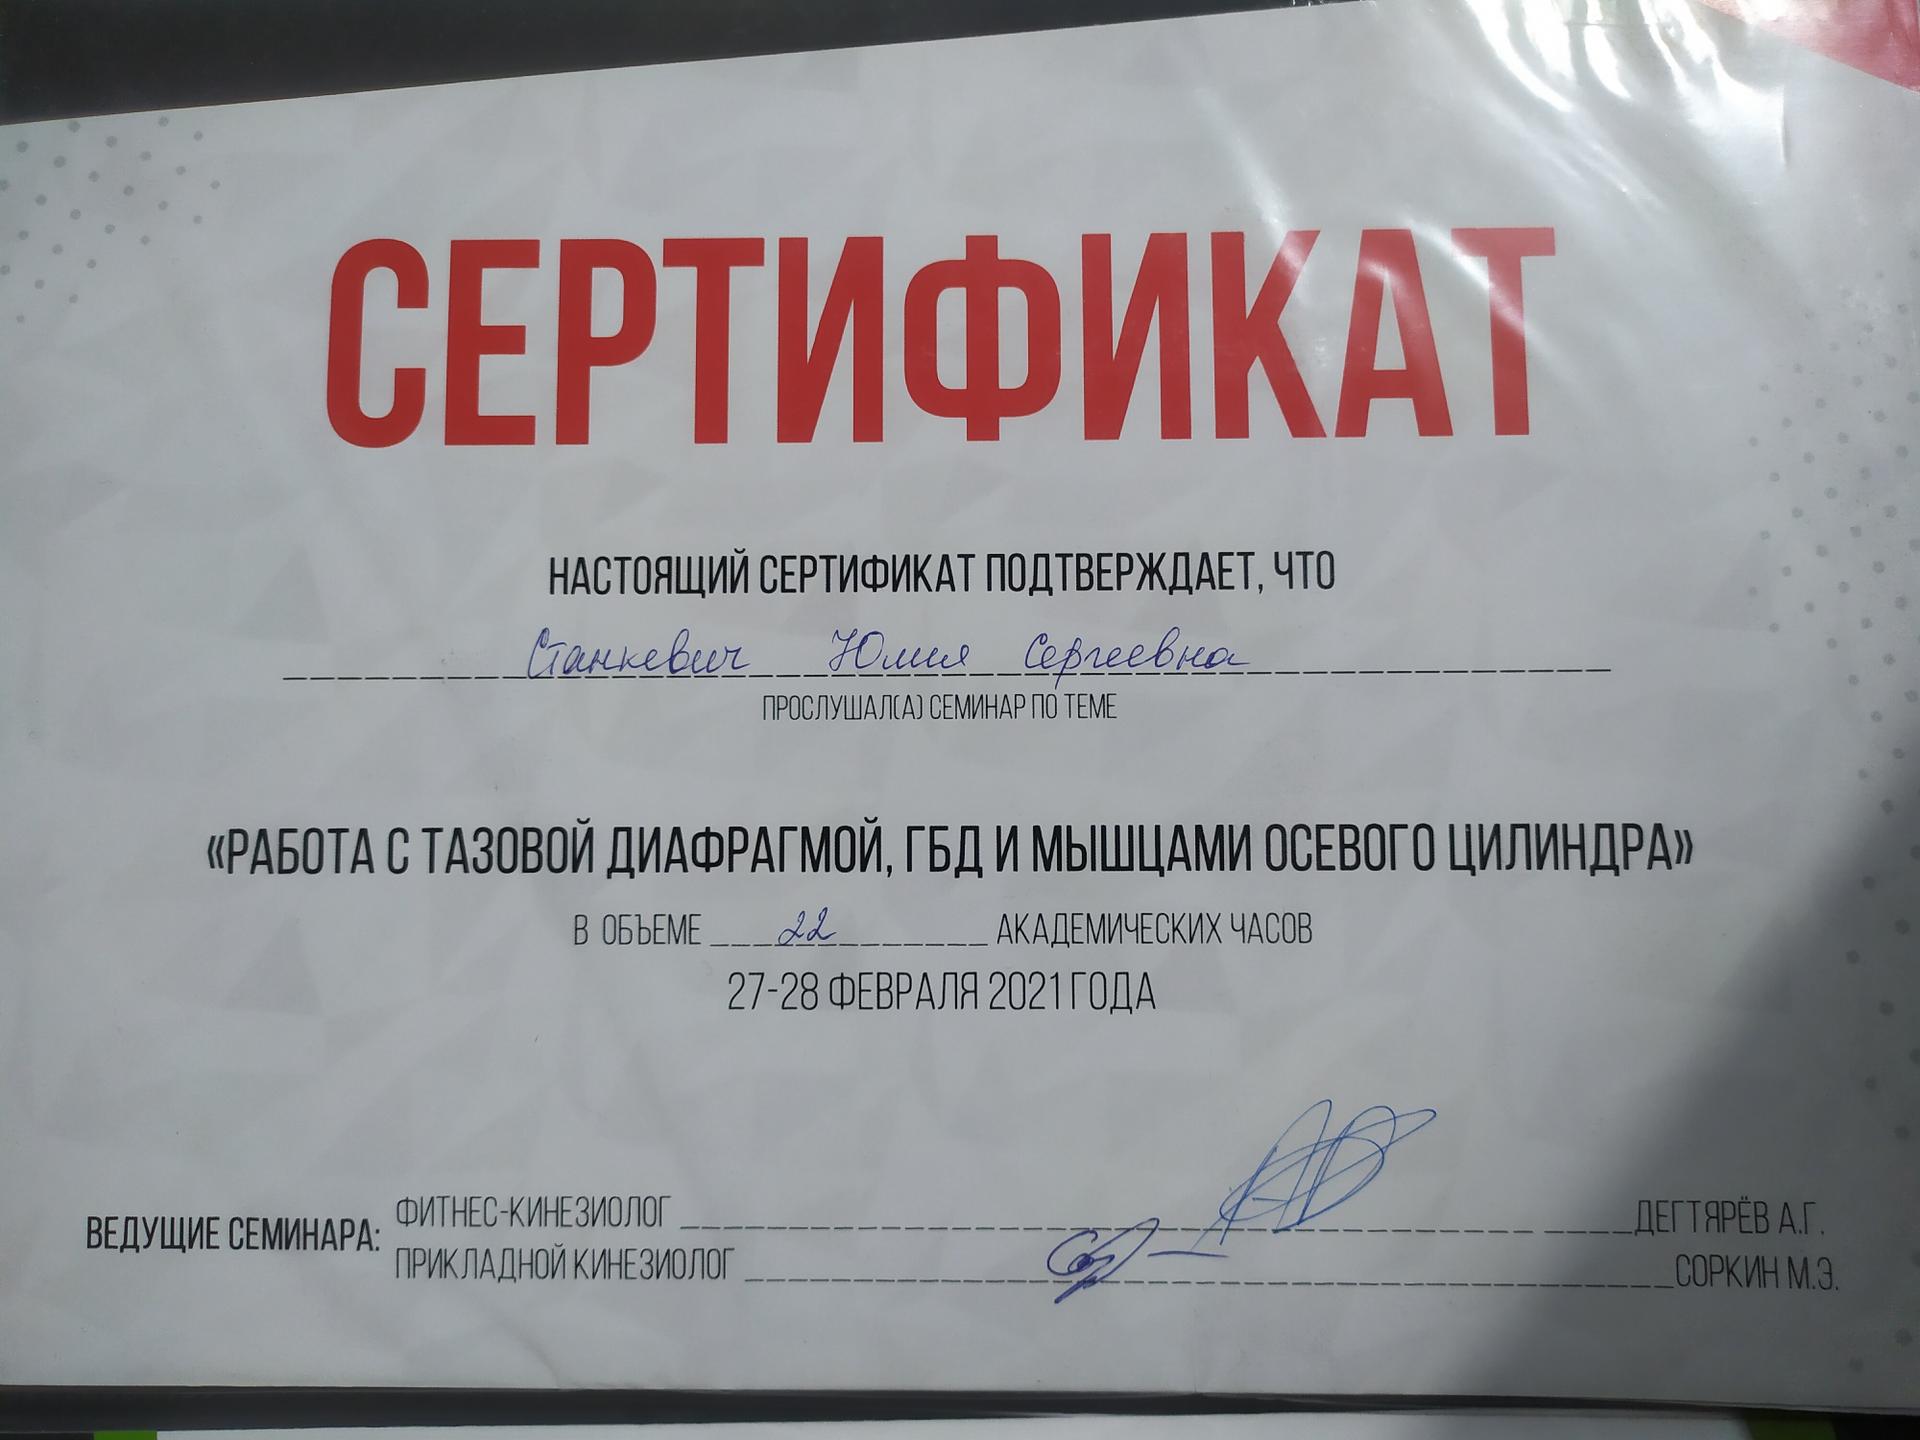 СЕРТИФИКАТ
НАСТОЯЩИЙ СЕРТИФИКАТ ПОДТВЕРЖДАЕТ, ЧТО
Станкевич Юлия Сергеевна
ПРОСЛУШАЛ(А) СЕМИНАР ПО ТЕМЕ
«РАБОТА С ТАЗОВОЙ ДИАФРАГМОЙ, ГБД И МЫШЦАМИ ОСЕВОГО ЦИЛИНДРА»
В ОБЪЕМЕ 22 АКАДЕМИЧЕСКИХ ЧАСОВ
27-28 ФЕВРАЛЯ 2021 ГОДА
ВЕДУЩИЕ СЕМИНАРА:
ФИТНЕС-КИНЕЗИОЛОГ ДЕГТЯРЁВ А.Г.
ПРИКЛАДНОЙ КИНЕЗИОЛОГ СОРКИН М.Э.